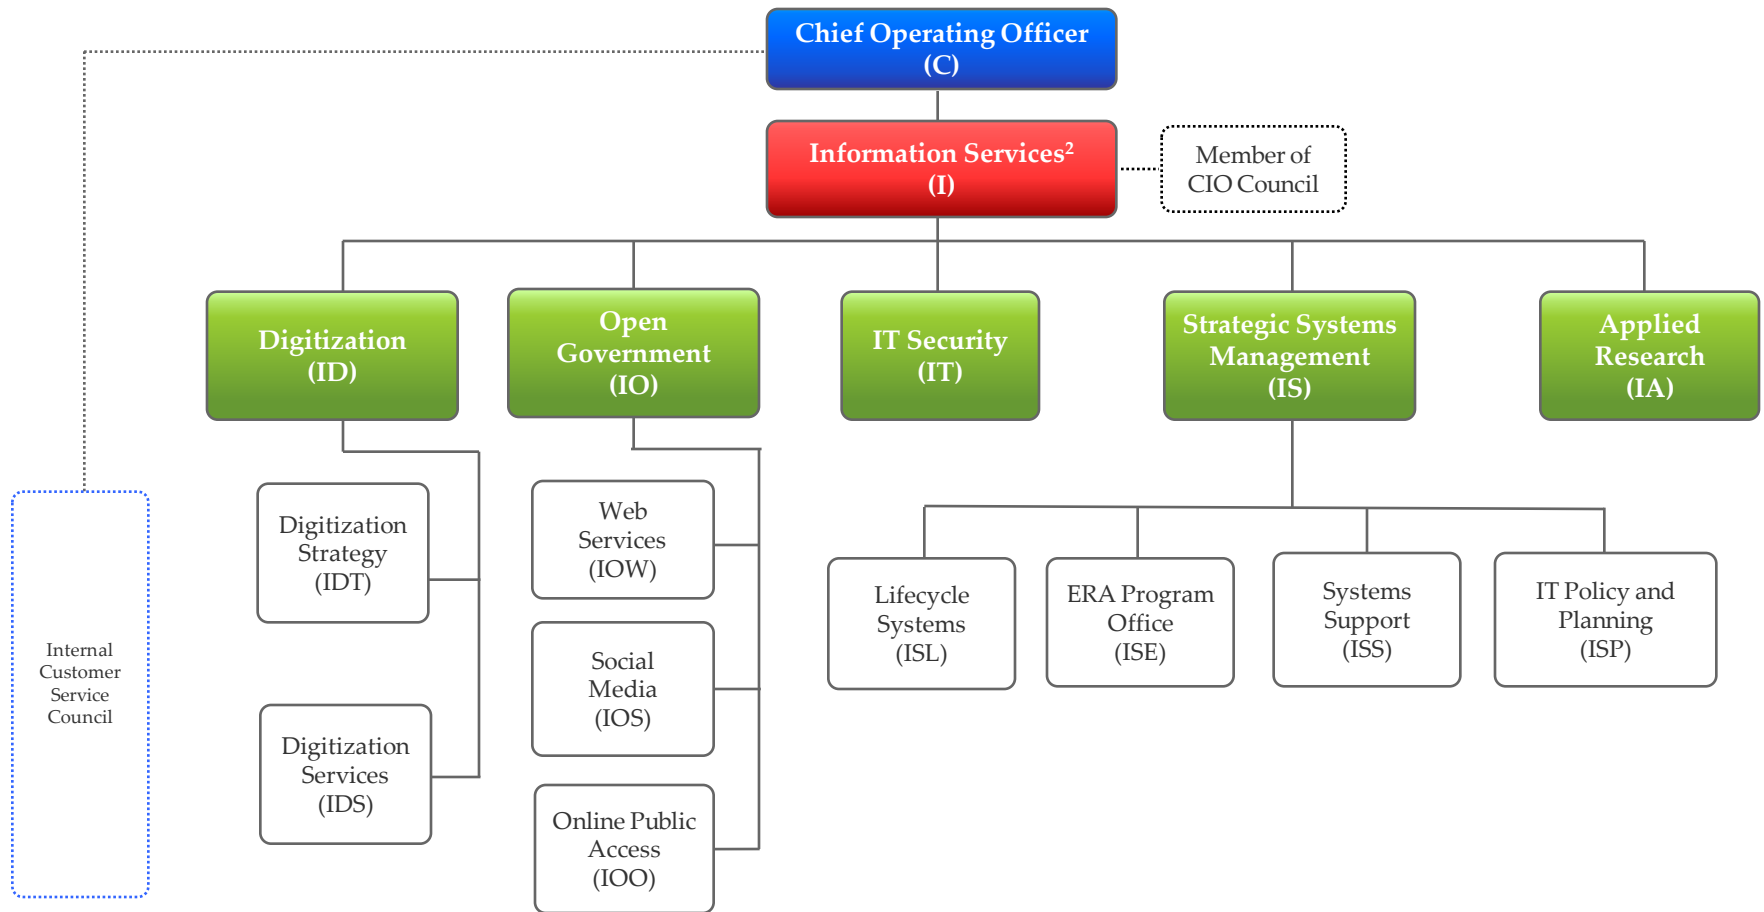 Chief Operating Officer
(C)
Information Services²
(I)
Member of
CIO Council
Digitization
(ID)
Open
Government
(IO)
IT Security
(IT)
Strategic Systems
Management
(IS)
Applied
Research
(IA)
Digitization
Strategy
(IDT)
Digitization
Services
(IDS)
Web
Services
(IOW)
Social
Media
(IOS)
Online Public
Access
(IOO)
Lifecycle
Systems
(ISL)
ERA Program
Office
(ISE)
Systems
Support
(ISS)
IT Policy and
Planning
(ISP)
Internal
Customer
Service
Council